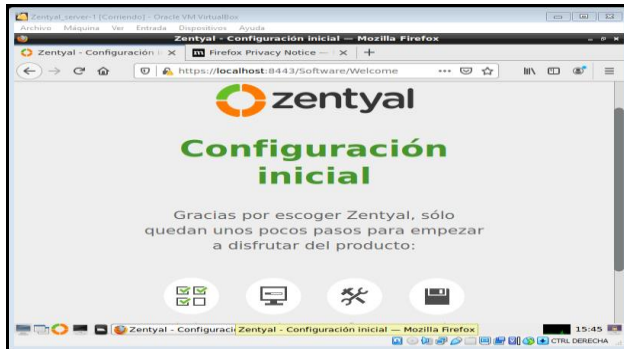 Zentyal_server-1 [Corriendo] - Oracle VM VirtualBox
Archivo Máquina Ver Entrada Dispositivos Ayuda
Zentyal - Configuración inicial — Mozilla Firefox
Zentyal - Configuración i
Firefox Privacy Notice —
https://localhost:8443/Software/Welcome
zentyal
Configuración
inicial
Gracias por escoger Zentyal, sólo
quedan unos pocos pasos para empezar
a disfrutar del producto:
Zentyal - Configuraci
Zentyal - Configuración inicial — Mozilla Firefox
15:45
CTRL DERECHA